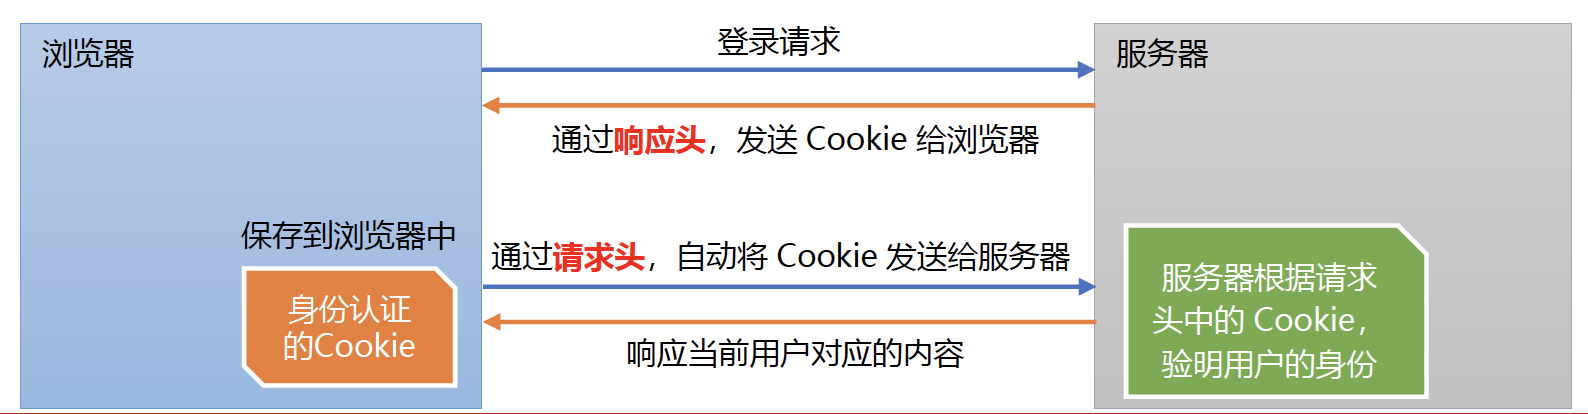 浏览器
登录请求
服务器
通过响应头，发送 Cookie 给浏览器
保存到浏览器中
通过请求头，自动将 Cookie 发送给服务器
身份认证
的Cookie
服务器根据请求
头中的 Cookie，
验明用户的身份
响应当前用户对应的内容